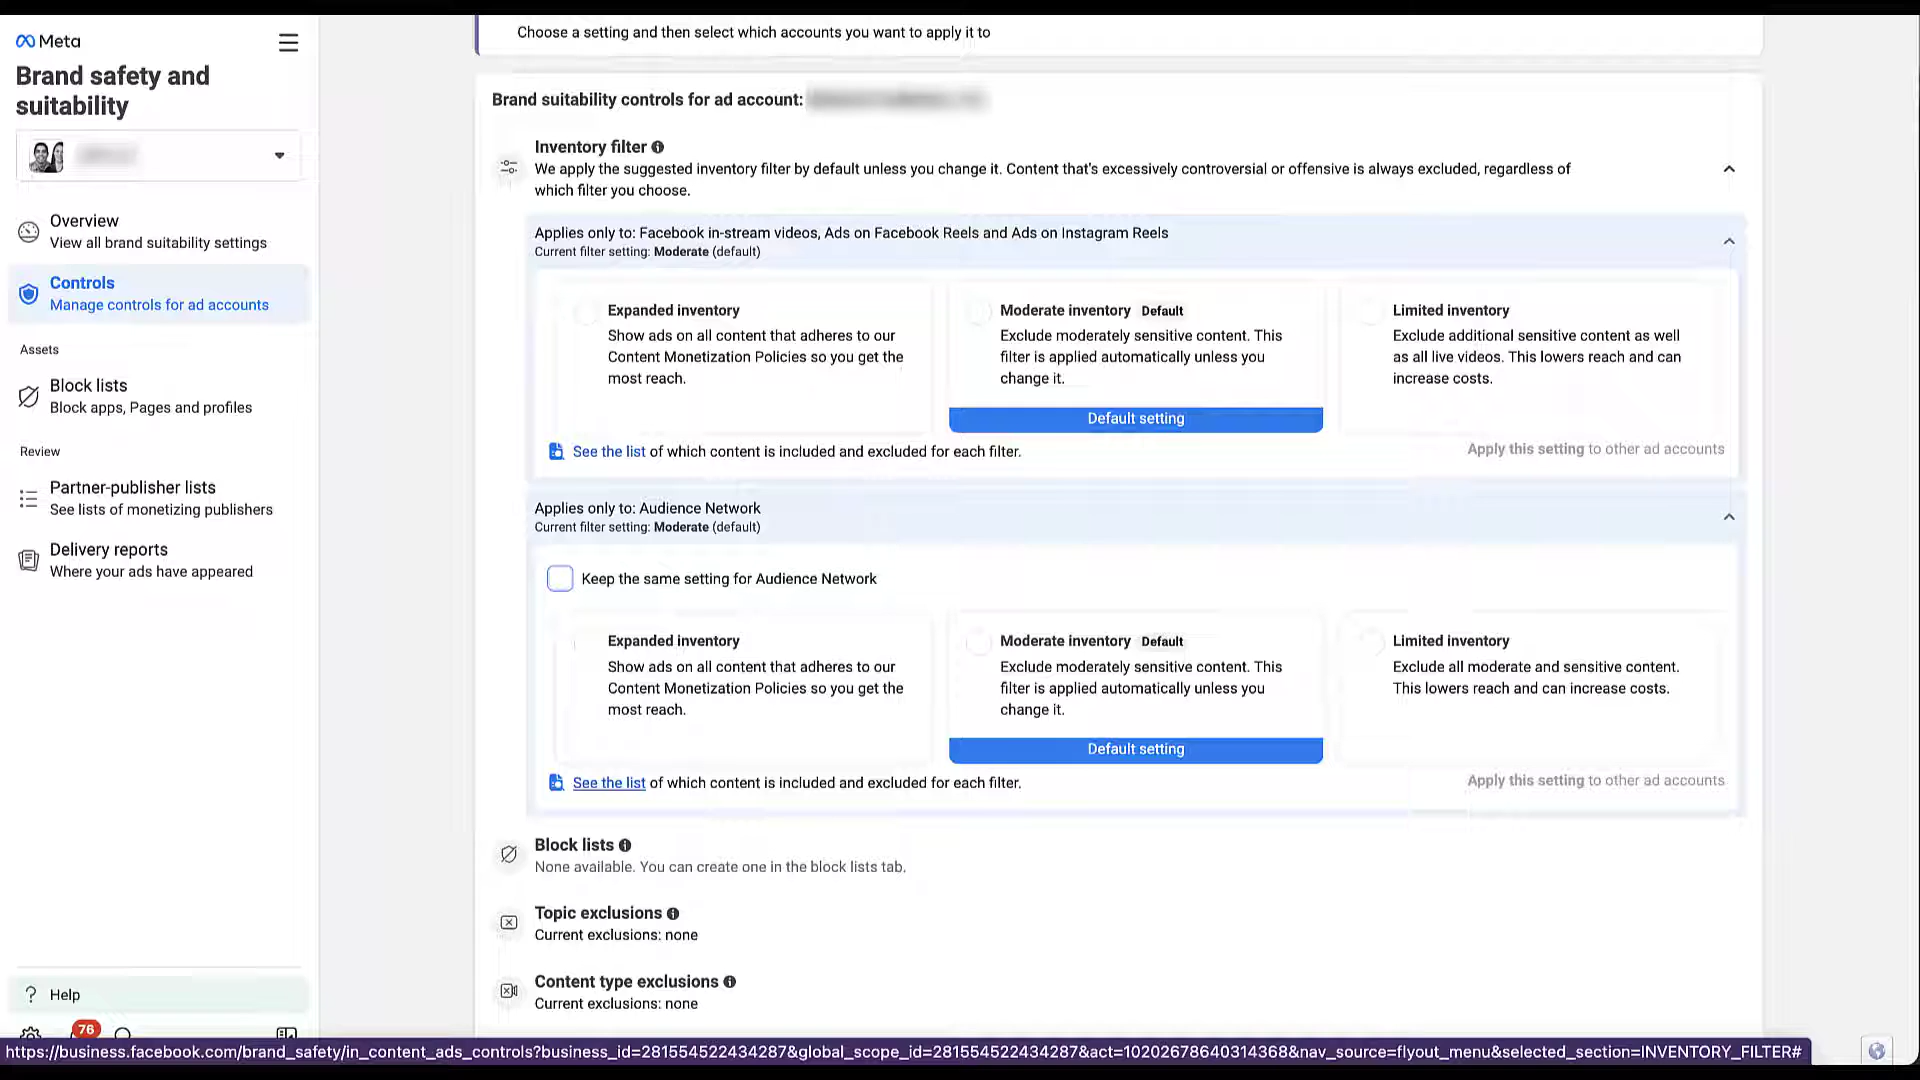 Meta
Brand safety and
suitability
Overview
View all brand suitability settings
Controls
Manage controls for ad accounts
Assets
Block lists
Block apps, Pages and profiles
Review
Partner-publisher lists
See lists of monetizing publishers
Delivery reports
Where your ads have appeared
? Help
76
Choose a setting and then select which accounts you want to apply it to
Brand suitability controls for ad account:
Inventory filter
We apply the suggested inventory filter by default unless you change it. Content that's excessively controversial or offensive is always excluded, regardless of
which filter you choose.
Applies only to: Facebook in-stream videos, Ads on Facebook Reels and Ads on Instagram Reels
Current filter setting: Moderate (default)
Expanded inventory
Show ads on all content that adheres to our
Content Monetization Policies so you get the
most reach.
Moderate inventory Default
Exclude moderately sensitive content. This
filter is applied automatically unless you
change it.
Default setting
Limited inventory
Exclude additional sensitive content as well
as all live videos. This lowers reach and can
increase costs.
See the list of which content is included and excluded for each filter.
Apply this setting to other ad accounts
Applies only to: Audience Network
Current filter setting: Moderate (default)
Keep the same setting for Audience Network
Expanded inventory
Show ads on all content that adheres to our
Content Monetization Policies so you get the
most reach.
Moderate inventory Default
Exclude moderately sensitive content. This
filter is applied automatically unless you
change it.
Default setting
Limited inventory
Exclude all moderate and sensitive content.
This lowers reach and can increase costs.
See the list of which content is included and excluded for each filter.
Apply this setting to other ad accounts
Block lists
None available. You can create one in the block lists tab.
Topic exclusions
Current exclusions: none
Content type exclusions
Current exclusions: none
https://business.facebook.com/brand_safety/in_content_ads_controls?business_id=281554522434287&global_scope_id=281554522434287&act=10202678640314368&nav_source=flyout_menu&selected_section=INVENTORY_FILTER#